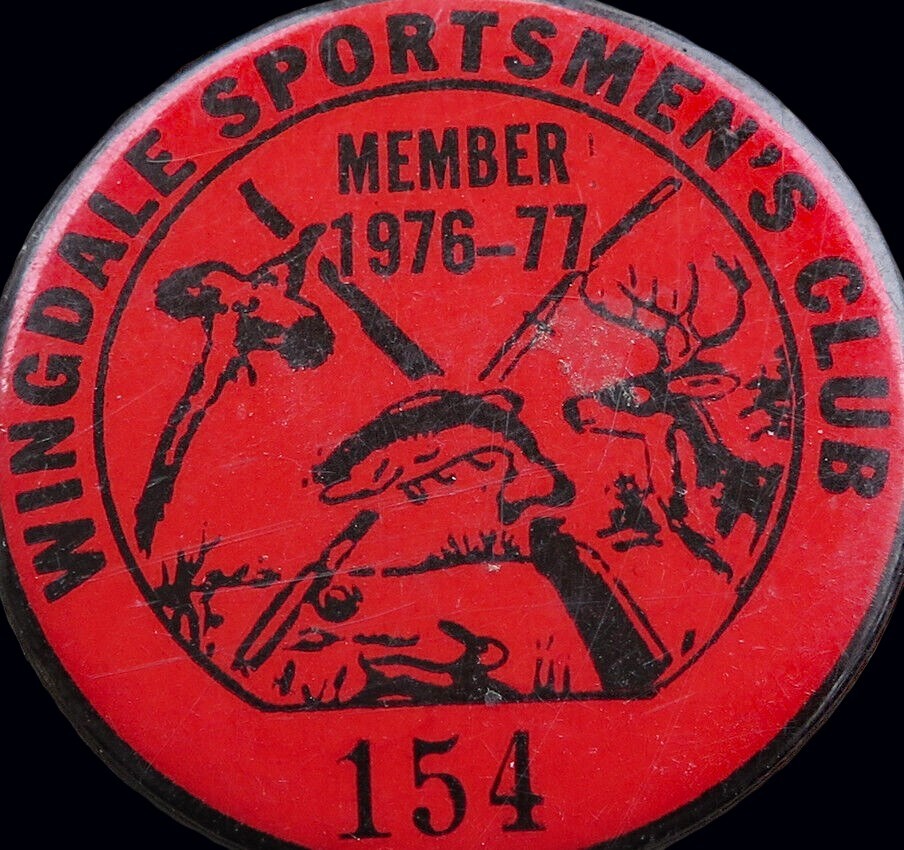 WINGDALE SPORTSMEN'S CLUB
MEMBER
1976-77
154